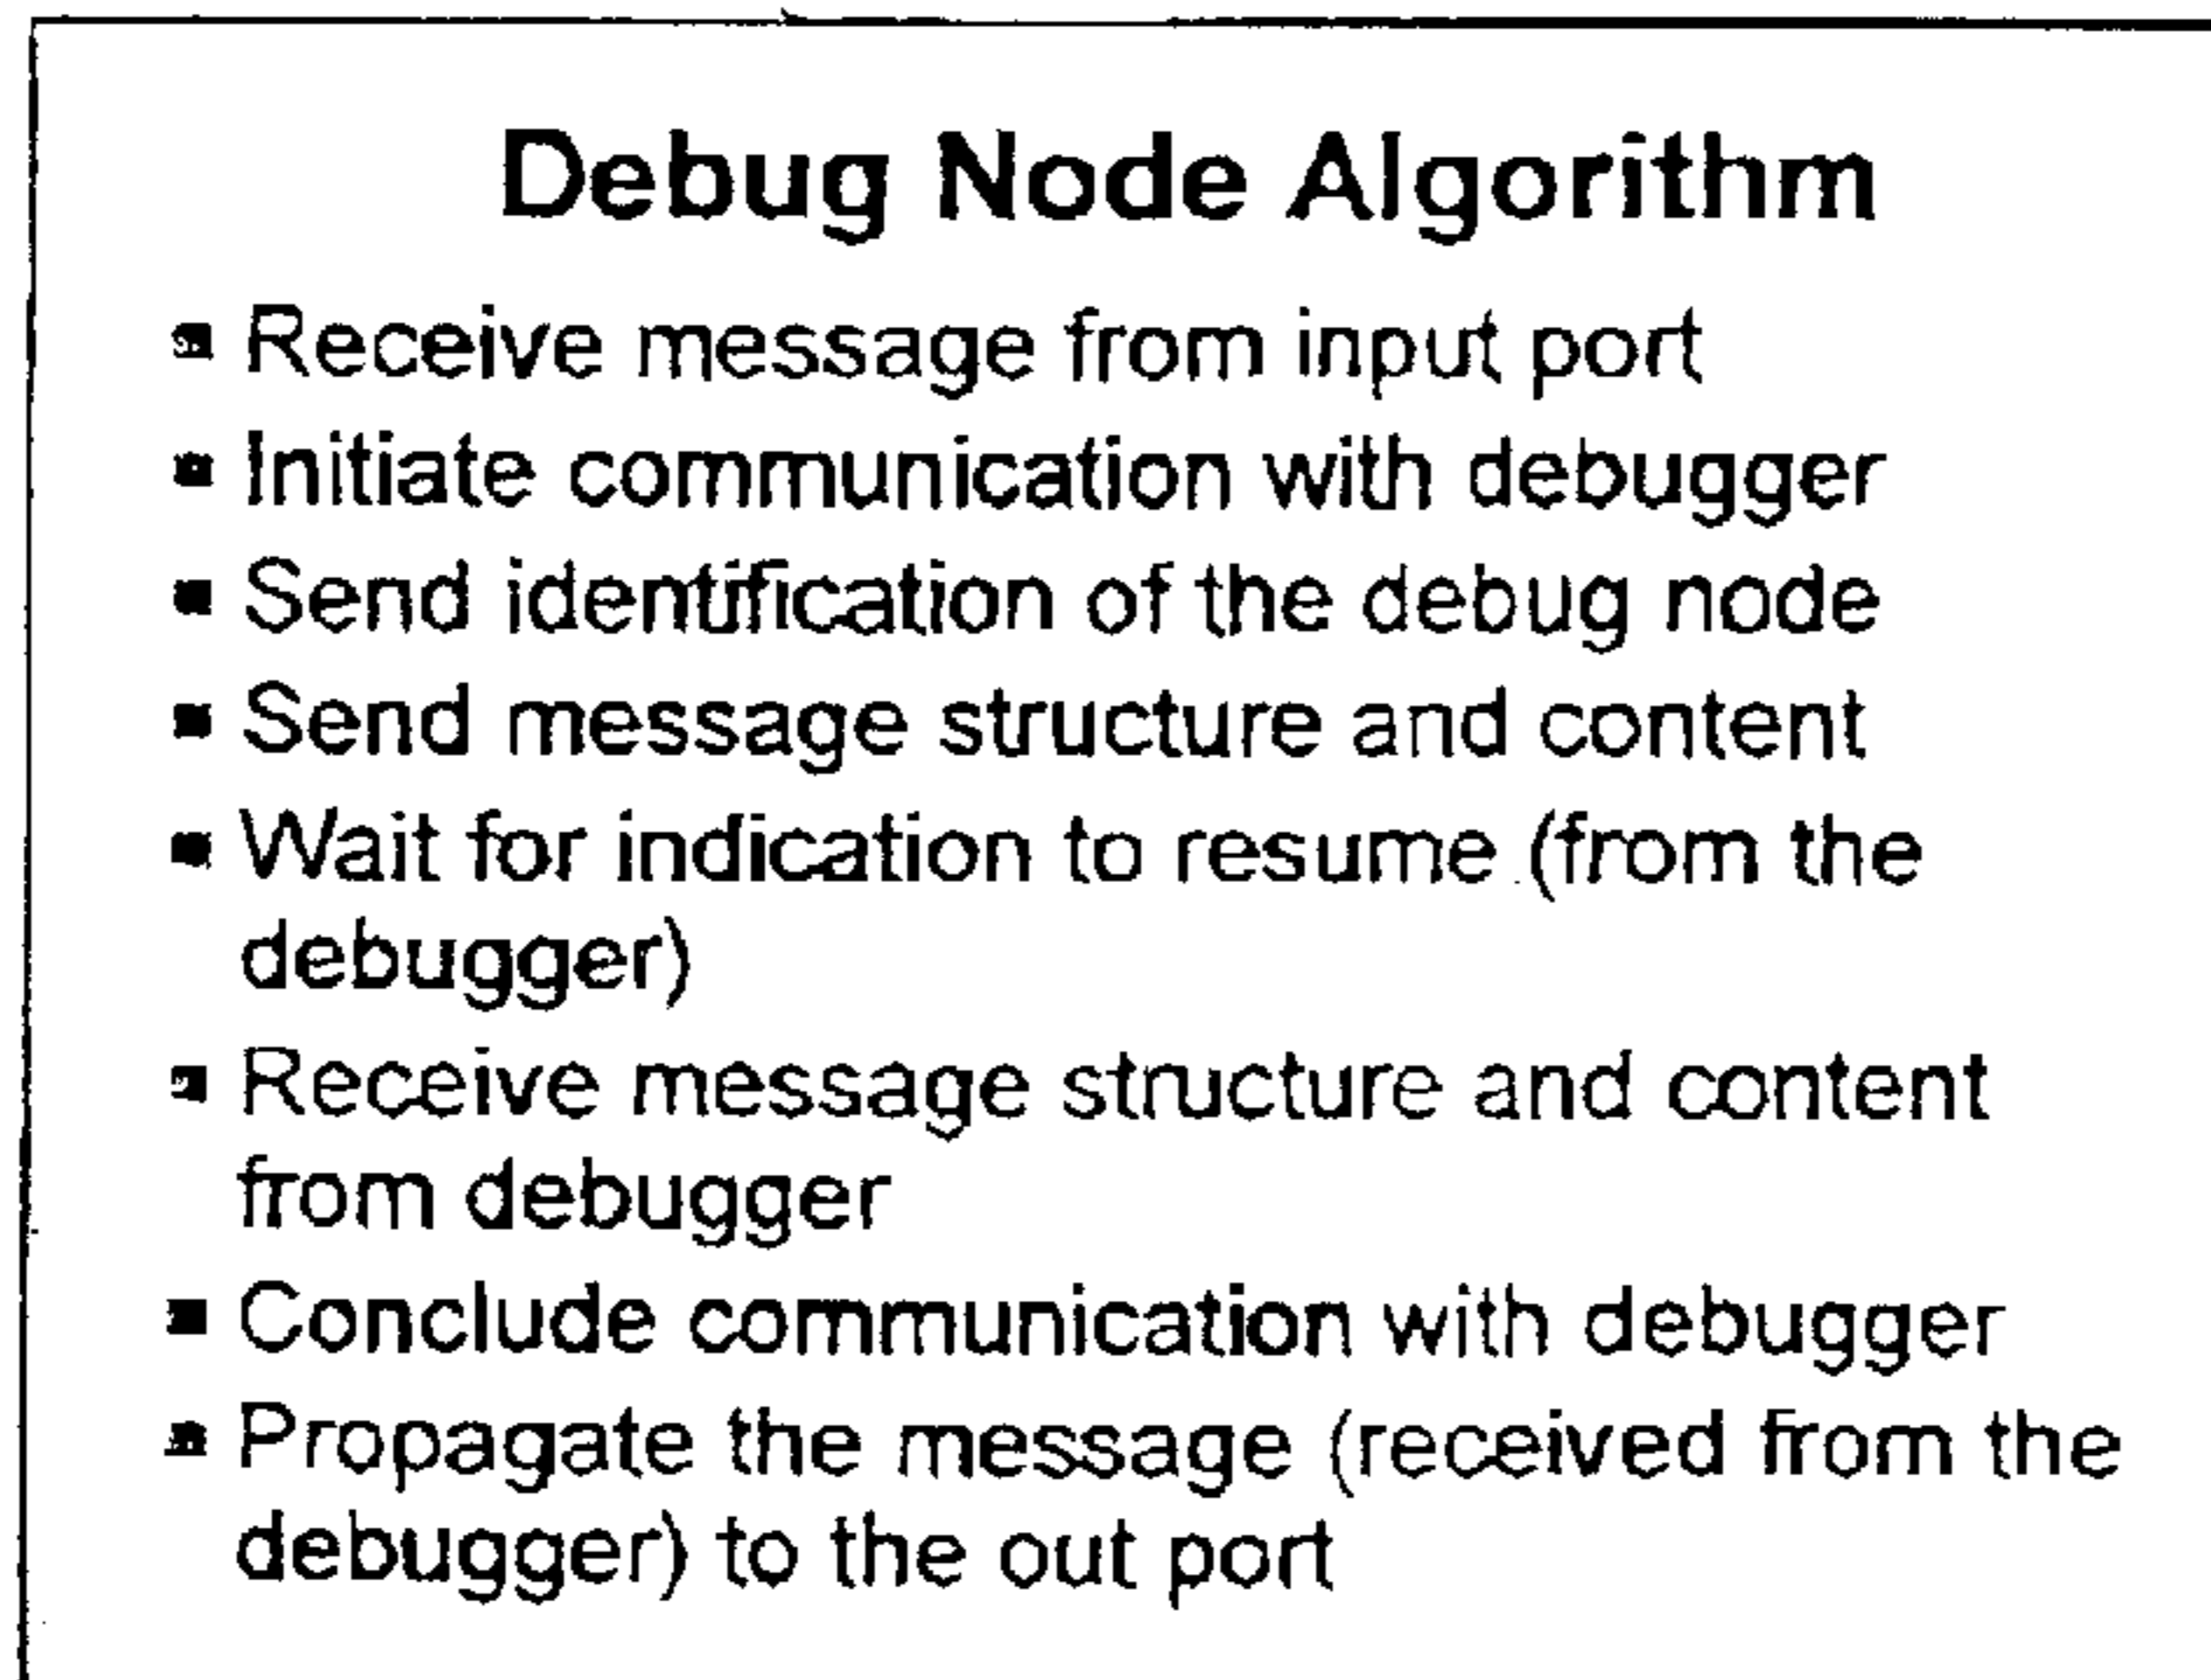 Debug Node Algorithm
▪ Receive message from input port
▪ Initiate communication with debugger
▪ Send identification of the debug node
▪ Send message structure and content
▪ Wait for indication to resume (from the
debugger)
▪ Receive message structure and content
from debugger
▪ Conclude communication with debugger
▪ Propagate the message (received from the
debugger) to the out port